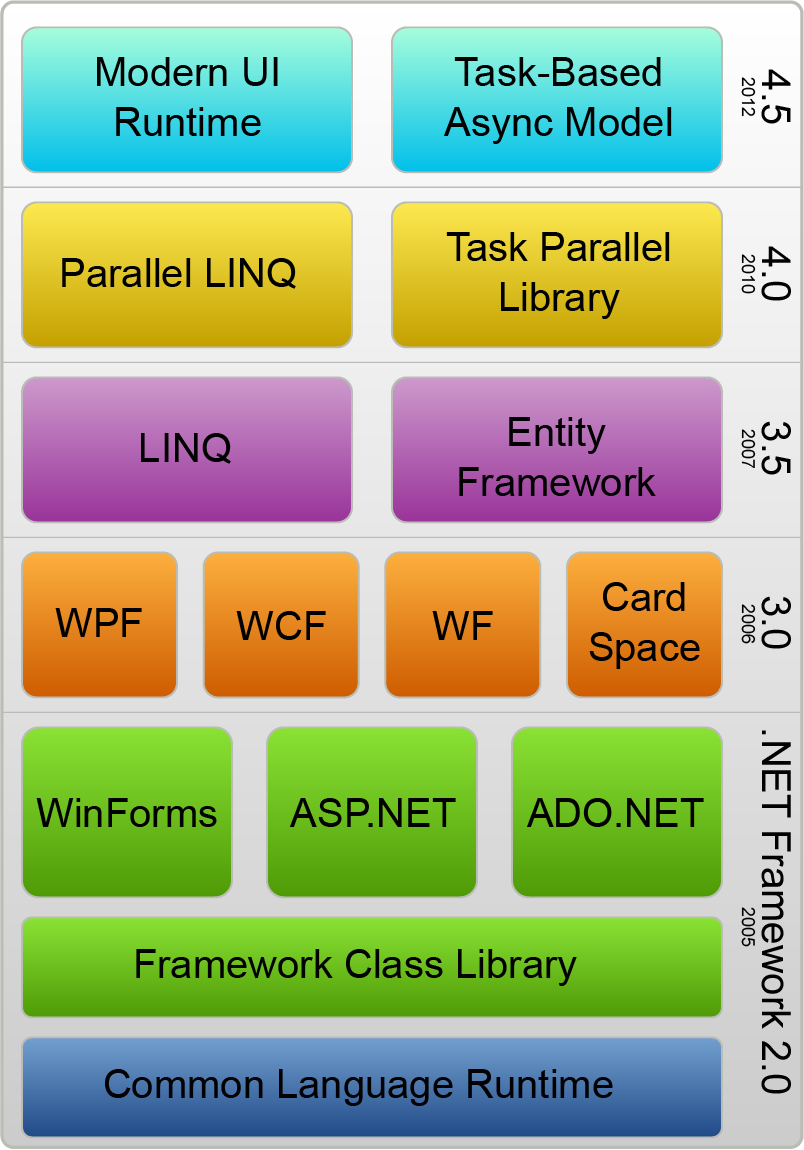 Modern UI
Runtime
Task-Based
Async Model
4.5
2012
Parallel LINQ
Task Parallel
Library
4.0
2010
LINQ
Entity
Framework
3.5
2007
WPF
WCF
WF
Card
Space
3.0
2006
WinForms
ASP.NET
ADO.NET
Framework Class Library
Common Language Runtime
.NET Framework 2.0
2005